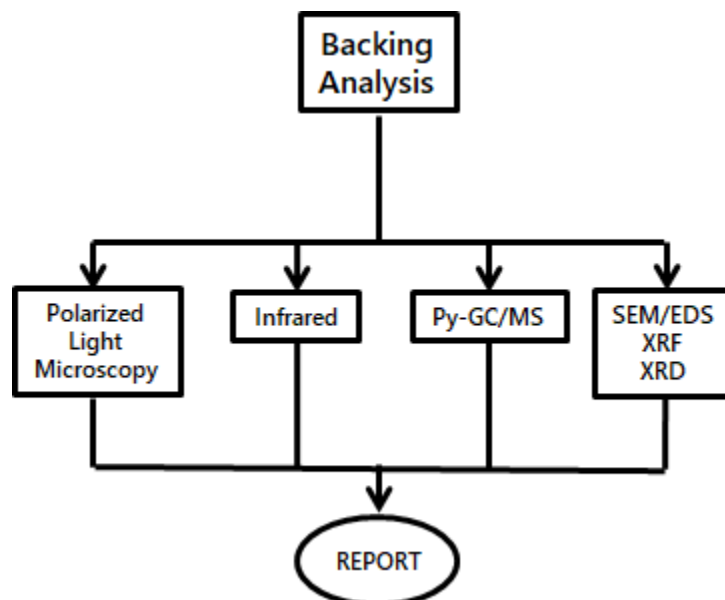 Backing
Analysis
Polarized
Light
Microscopy
Infrared
Py-GC/MS
SEM/EDS
XRF
XRD
REPORT